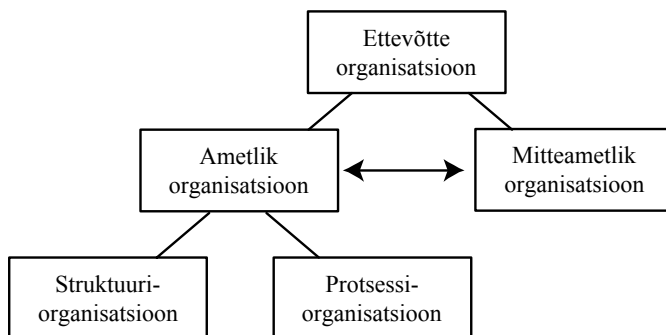 Ettevõtte
organisatsioon
Ametlik
organisatsioon
Mitteametlik
organisatsioon
Struktuuri-
organisatsioon
Protsessi-
organisatsioon